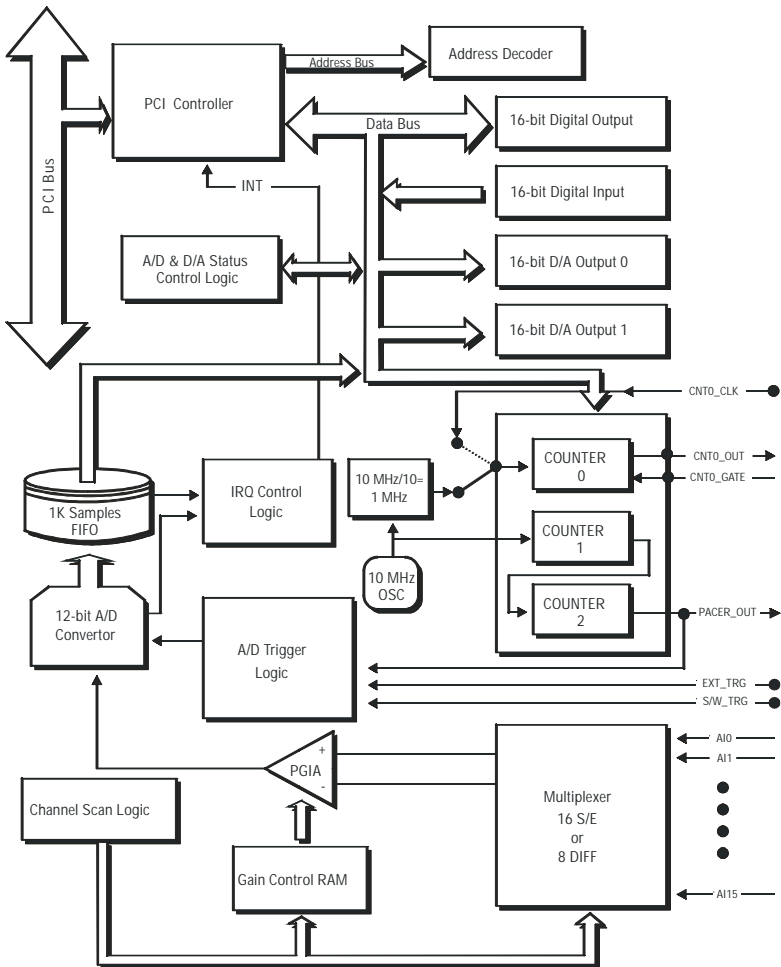 Address Decoder
Address Bus
PCI Controller
Data Bus
16-bit Digital Output
PCI Bus
INT
16-bit Digital Input
A/D & D/A Status
Control Logic
16-bit D/A Output 0
16-bit D/A Output 1
CNT0_CLK
COUNTER
0
CNT0_OUT
CNT0_GATE
10 MHz/10=
1 MHz
IRQ Control
Logic
1K Samples
FIFO
COUNTER
1
10 MHz
OSC
COUNTER
2
PACER_OUT
12-bit A/D
Convertor
A/D Trigger
Logic
EXT_TRG
S/W_TRG
AI0
AI1
+
PGIA
-
Channel Scan Logic
Multiplexer
16 S/E
or
8 DIFF
Gain Control RAM
AI15